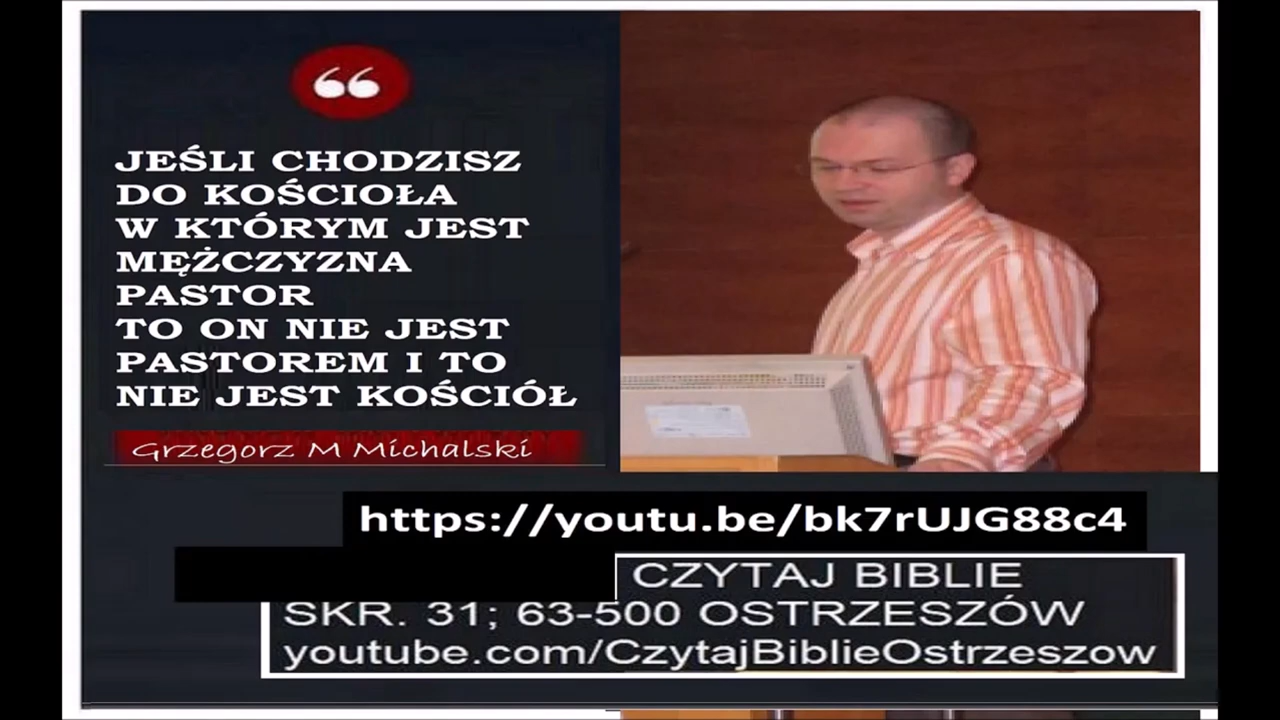 JEŚLI CHODZISZ
DO KOŚCIOŁA
W KTÓRYM JEST
MĘŻCZYZNA
PASTOR
TO ON NIE JEST
PASTOREM I TO
NIE JEST KOŚCIÓŁ
Grzegorz M Michalski
https://youtu.be/bk7rUJG88c4
CZYTAJ BIBLIE
SKR. 31; 63-500 OSTRZESZÓW
youtube.com/CzytajBiblieOstrzeszow